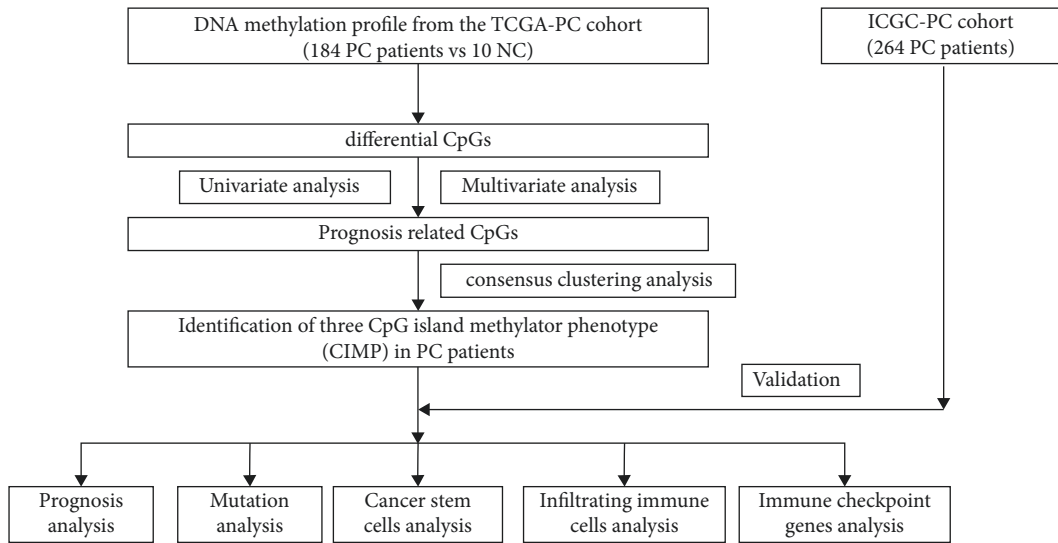 DNA methylation profile from the TCGA-PC cohort
(184 PC patients vs 10 NC)
ICGC-PC cohort
(264 PC patients)
differential CpGs
Univariate analysis
Multivariate analysis
Prognosis related CpGs
consensus clustering analysis
Identification of three CpG island methylator phenotype
(CIMP) in PC patients
Validation
Prognosis
analysis
Mutation
analysis
Cancer stem
cells analysis
Infiltrating immune
cells analysis
Immune checkpoint
genes analysis